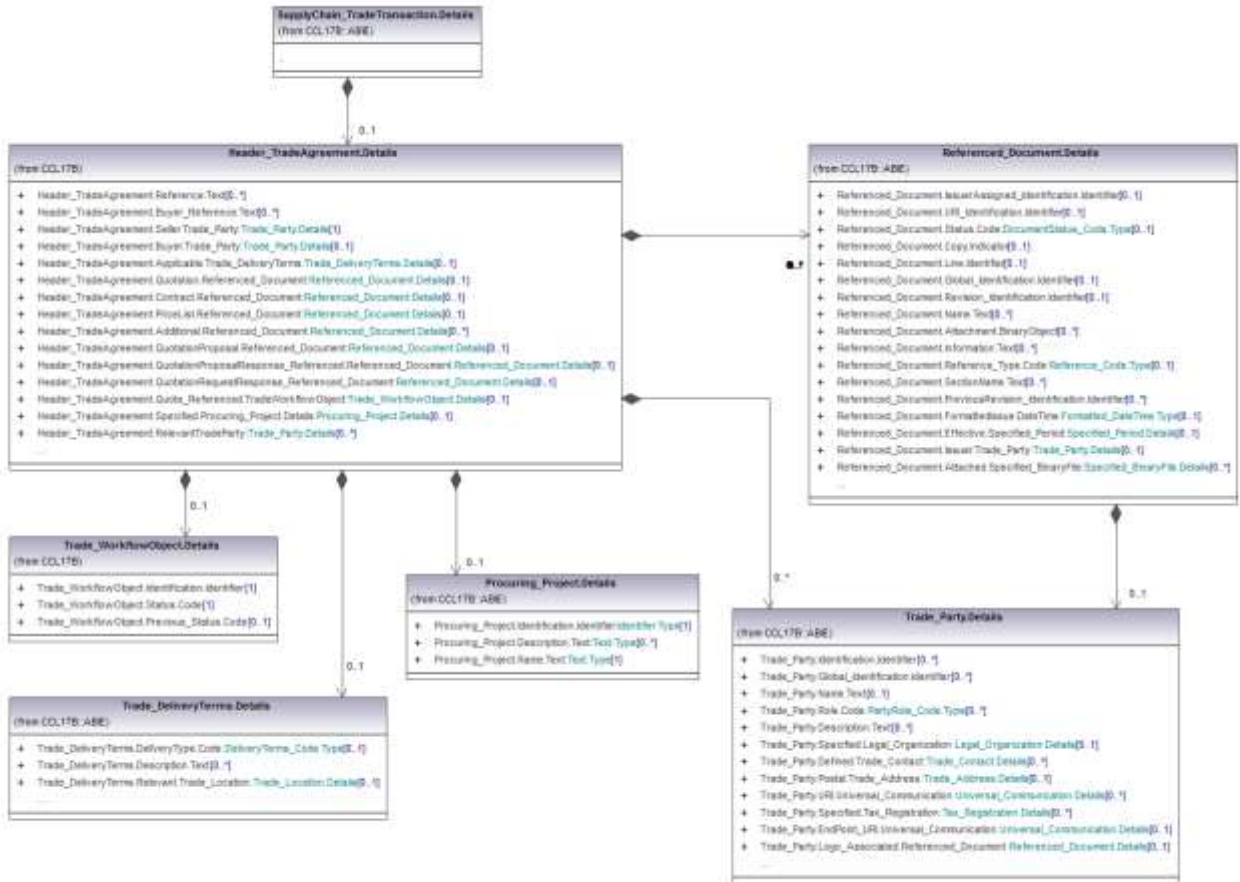 SupplyChain_TradeTransaction.Details
(from CCL17B::ABIE)
0..1
Header_TradeAgreement.Details
(from CCL17B)
+ Header_TradeAgreement.Reference.Text[0..*]
+ Header_TradeAgreement.Buyer_Reference.Text[0..*]
+ Header_TradeAgreement.Seller.Trade_Party:Trade_Party.Details[1]
+ Header_TradeAgreement.Buyer.Trade_Party:Trade_Party.Details[0..1]
+ Header_TradeAgreement.Applicable.Trade_DeliveryTerms:Trade_DeliveryTerms.Details[0..1]
+ Header_TradeAgreement.Quotation.Referenced_Document:Referenced_Document.Details[0..1]
+ Header_TradeAgreement.Contract.Referenced_Document:Referenced_Document.Details[0..1]
+ Header_TradeAgreement.PriceList.Referenced_Document:Referenced_Document.Details[0..1]
+ Header_TradeAgreement.Additional.Referenced_Document:Referenced_Document.Details[0..*]
+ Header_TradeAgreement.QuotationProposal.Referenced_Document:Referenced_Document.Details[0..1]
+ Header_TradeAgreement.QuotationProposalResponse_Referenced.Referenced_Document:Referenced_Document.Details[0..1]
+ Header_TradeAgreement.QuotationRequestResponse_Referenced_Document:Referenced_Document.Details[0..1]
+ Header_TradeAgreement.Quote_Referenced.TradeWorkflowObject:Trade_WorkflowObject.Details[0..1]
+ Header_TradeAgreement.Specified.Procuring_Project.Details:Procuring_Project.Details[0..1]
+ Header_TradeAgreement.RelevantTradeParty:Trade_Party.Details[0..*]
...
Referenced_Document.Details
(from CCL17B::ABIE)
+ Referenced_Document.IssuerAssigned_Identification.Identifier[0..1]
+ Referenced_Document.URI_Identification.Identifier[0..1]
+ Referenced_Document.Status.Code:DocumentStatus_Code.Type[0..1]
+ Referenced_Document.Copy.Indicator[0..1]
+ Referenced_Document.Line.Identifier[0..1]
+ Referenced_Document.Global_Identification.Identifier[0..1]
+ Referenced_Document.Revision_Identification.Identifier[0..1]
+ Referenced_Document.Name.Text[0..*]
+ Referenced_Document.Attachment.BinaryObject[0..*]
+ Referenced_Document.Information.Text[0..*]
+ Referenced_Document.Reference_Type.Code:Reference_Code.Type[0..1]
+ Referenced_Document.SectionName.Text[0..*]
+ Referenced_Document.PreviousRevision_Identification.Identifier[0..*]
+ Referenced_Document.FormattedIssue.DateTime:Formatted_DateTime.Type[0..1]
+ Referenced_Document.Effective.Specified_Period:Specified_Period.Details[0..1]
+ Referenced_Document.Issuer.Trade_Party:Trade_Party.Details[0..1]
+ Referenced_Document.Attached.Specified_BinaryFile:Specified_BinaryFile.Details[0..*]
...
0..1
Trade_WorkflowObject.Details
(from CCL17B)
+ Trade_WorkflowObject.Identification.Identifier[1]
+ Trade_WorkflowObject.Status.Code[1]
+ Trade_WorkflowObject.Previous_Status.Code[0..1]
0..1
Procuring_Project.Details
(from CCL17B::ABIE)
+ Procuring_Project.Identification.Identifier:Identifier.Type[1]
+ Procuring_Project.Description.Text:Text.Type[0..*]
+ Procuring_Project.Name.Text:Text.Type[1]
0..1
Trade_DeliveryTerms.Details
(from CCL17B::ABIE)
+ Trade_DeliveryTerms.DeliveryType.Code:DeliveryTerms_Code.Type[0..1]
+ Trade_DeliveryTerms.Description.Text[0..*]
+ Trade_DeliveryTerms.Relevant.Trade_Location:Trade_Location.Details[0..1]
0..*
0..1
Trade_Party.Details
(from CCL17B::ABIE)
+ Trade_Party.Identification.Identifier[0..*]
+ Trade_Party.Global_Identification.Identifier[0..*]
+ Trade_Party.Name.Text[0..1]
+ Trade_Party.Role.Code:PartyRole_Code.Type[0..*]
+ Trade_Party.Description.Text[0..*]
+ Trade_Party.Specified.Legal_Organization:Legal_Organization.Details[0..1]
+ Trade_Party.Defined.Trade_Contact:Trade_Contact.Details[0..*]
+ Trade_Party.Postal.Trade_Address:Trade_Address.Details[0..1]
+ Trade_Party.URI.Universal_Communication:Universal_Communication.Details[0..*]
+ Trade_Party.Specified.Tax_Registration:Tax_Registration.Details[0..*]
+ Trade_Party.EndPoint_URI.Universal_Communication:Universal_Communication.Details[0..1]
+ Trade_Party.Logo_Associated.Referenced_Document:Referenced_Document.Details[0..1]